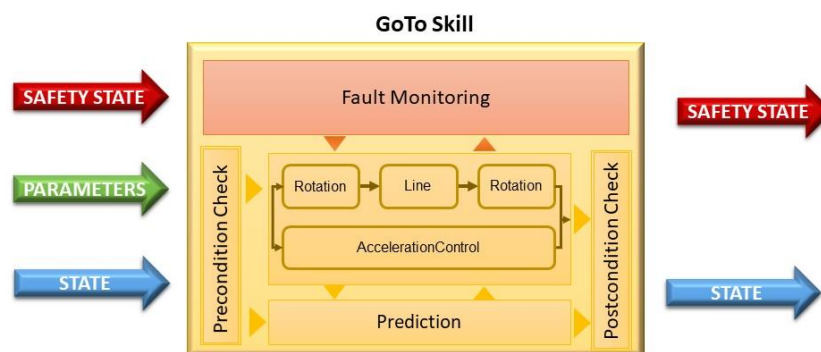 GoTo Skill
SAFETY STATE
Fault Monitoring
SAFETY STATE
PARAMETERS
Precondition Check
Rotation
Line
Rotation
AccelerationControl
Postcondition Check
STATE
Prediction
STATE